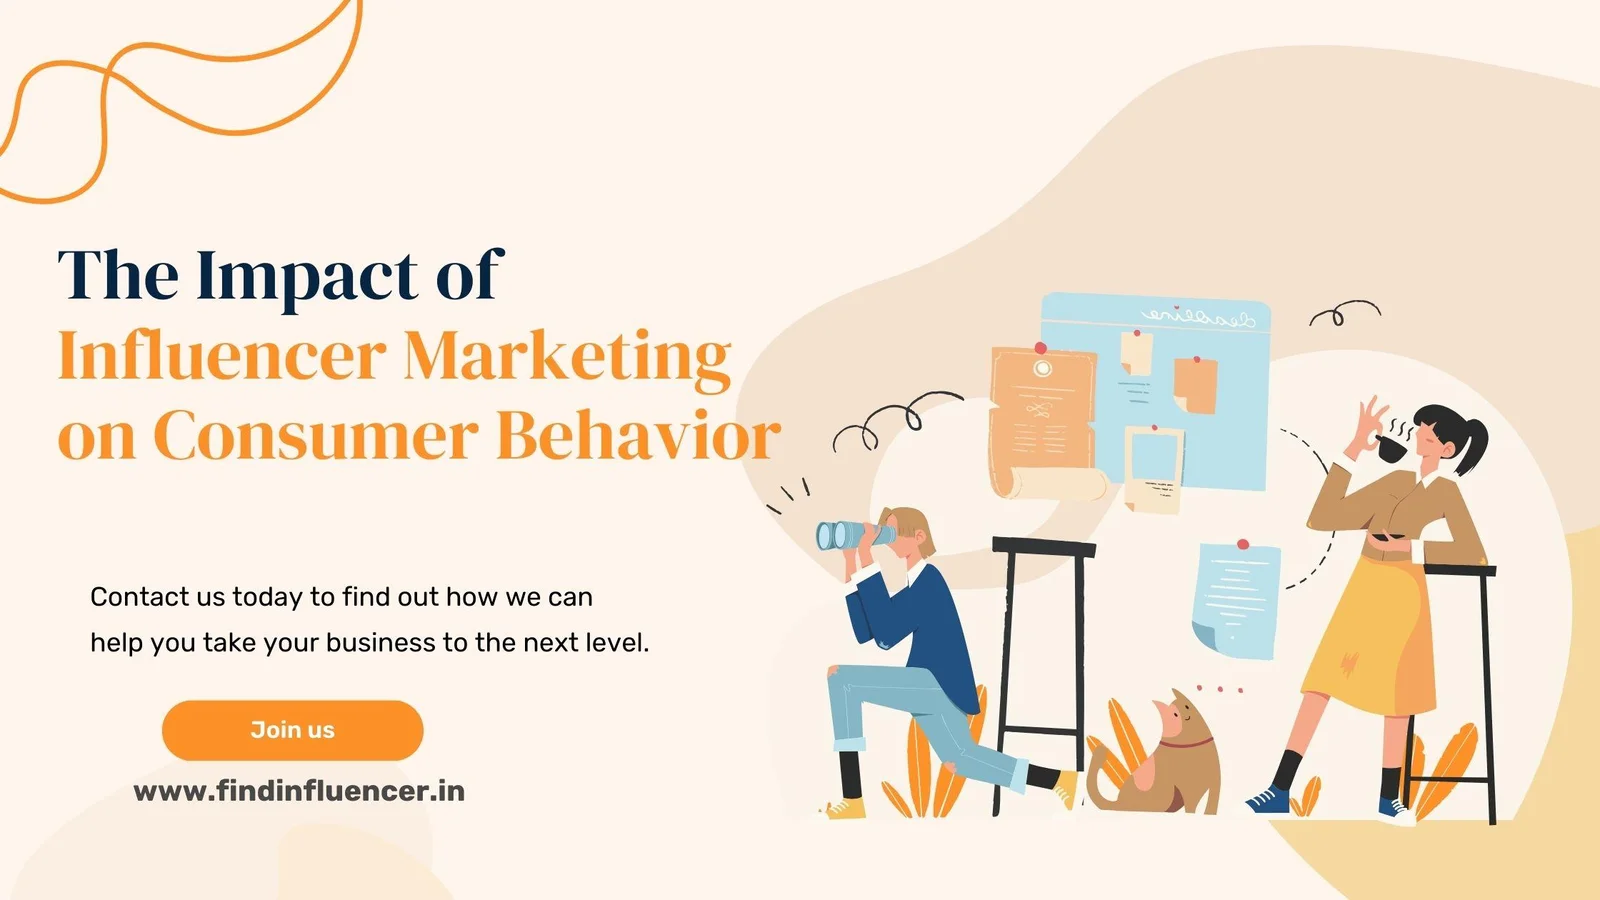 The Impact of
Influencer Marketing
on Consumer Behavior
deadline
Contact us today to find out how we can
help you take your business to the next level.
Join us
www.findinfluencer.in